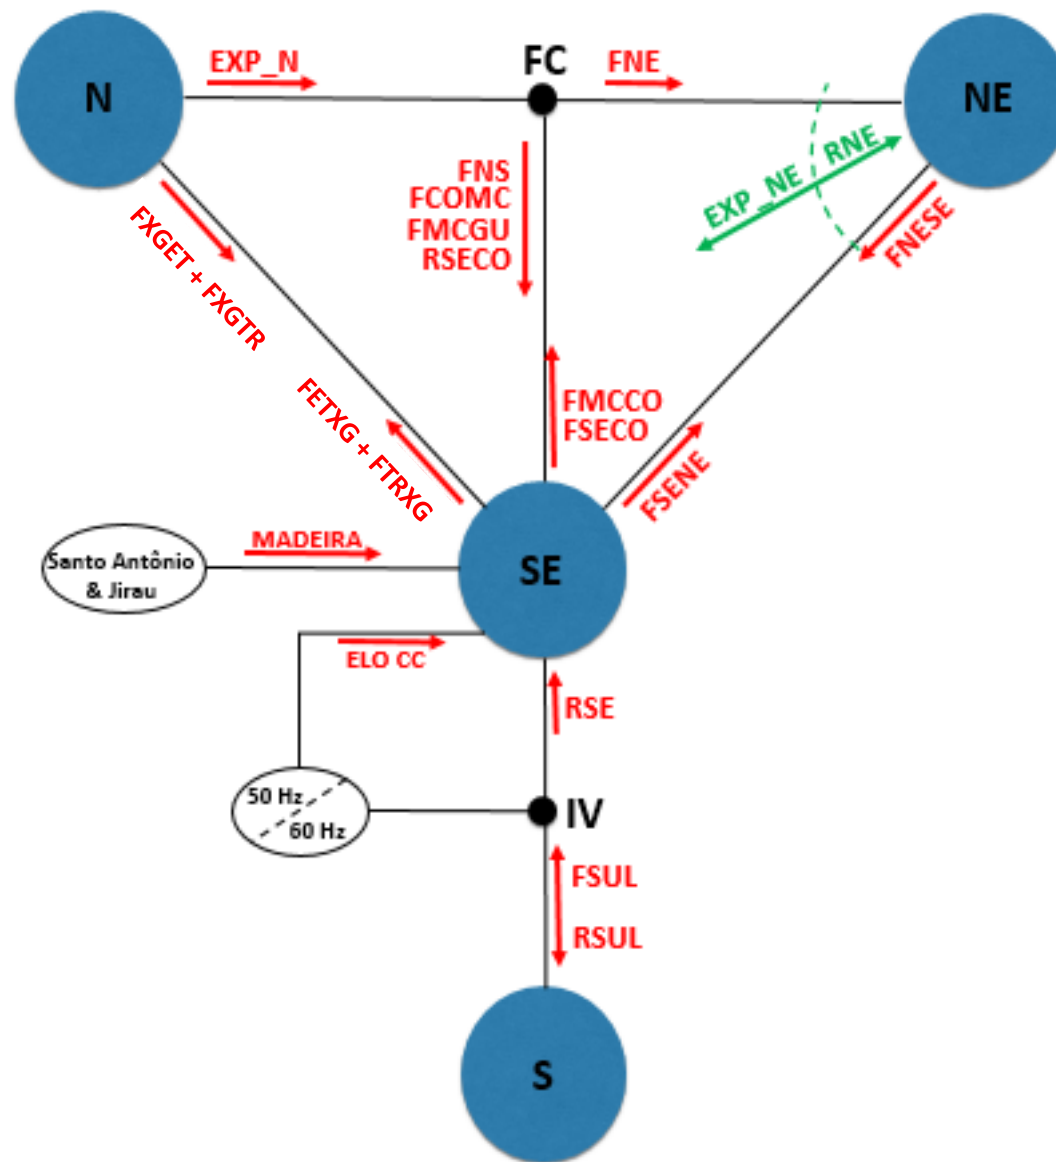 EXP_N
FC
FNE
N
NE
EXP_NE
RNE
FNS
FCOMC
FMCGU
RSECO
FXGET + FXGTR
FNESE
FETXG + FTRXG
FMCCO
FSECO
FSENE
MADEIRA
Santo Antônio
& Jirau
SE
ELO CC
RSE
50 Hz
60 Hz
IV
FSUL
RSUL
S